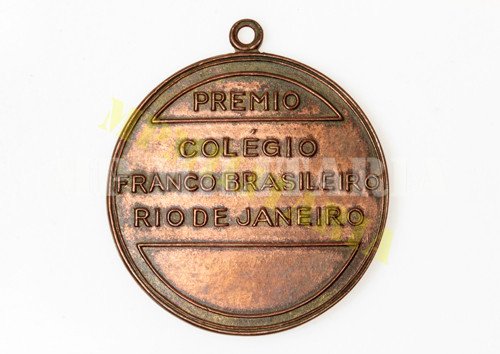 PREMIO
COLÉGIO
FRANCO BRASILEIRO
RIO DE JANEIRO